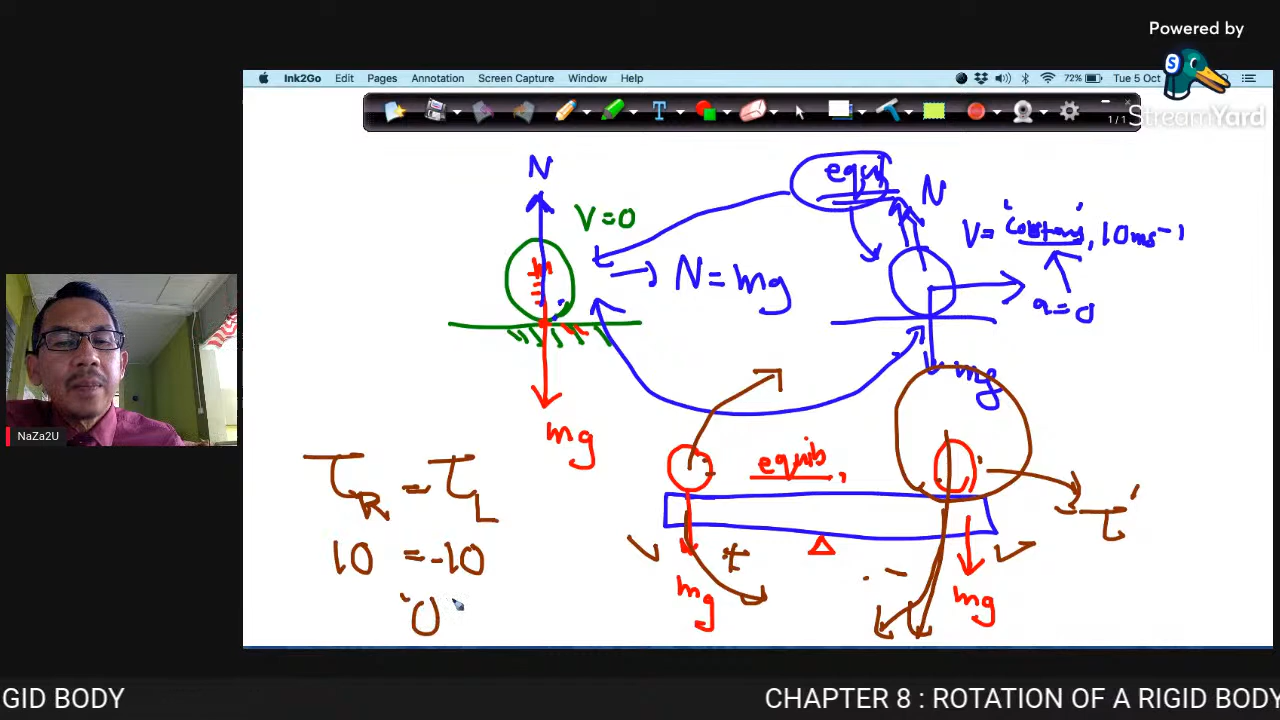 Powered by
StreamYard
Ink2Go Edit Pages Annotation Screen Capture Window Help 72% Tue 5 Oct
1/1
N
V=0
N=mg
mg
equil
N
V= 'constant', 10ms-1
a=0
mg
equib,
τR = τL
10 = -10
'0
+
mg
-
mg
τ'
NaZa2U
GID BODY
CHAPTER 8 : ROTATION OF A RIGID BODY